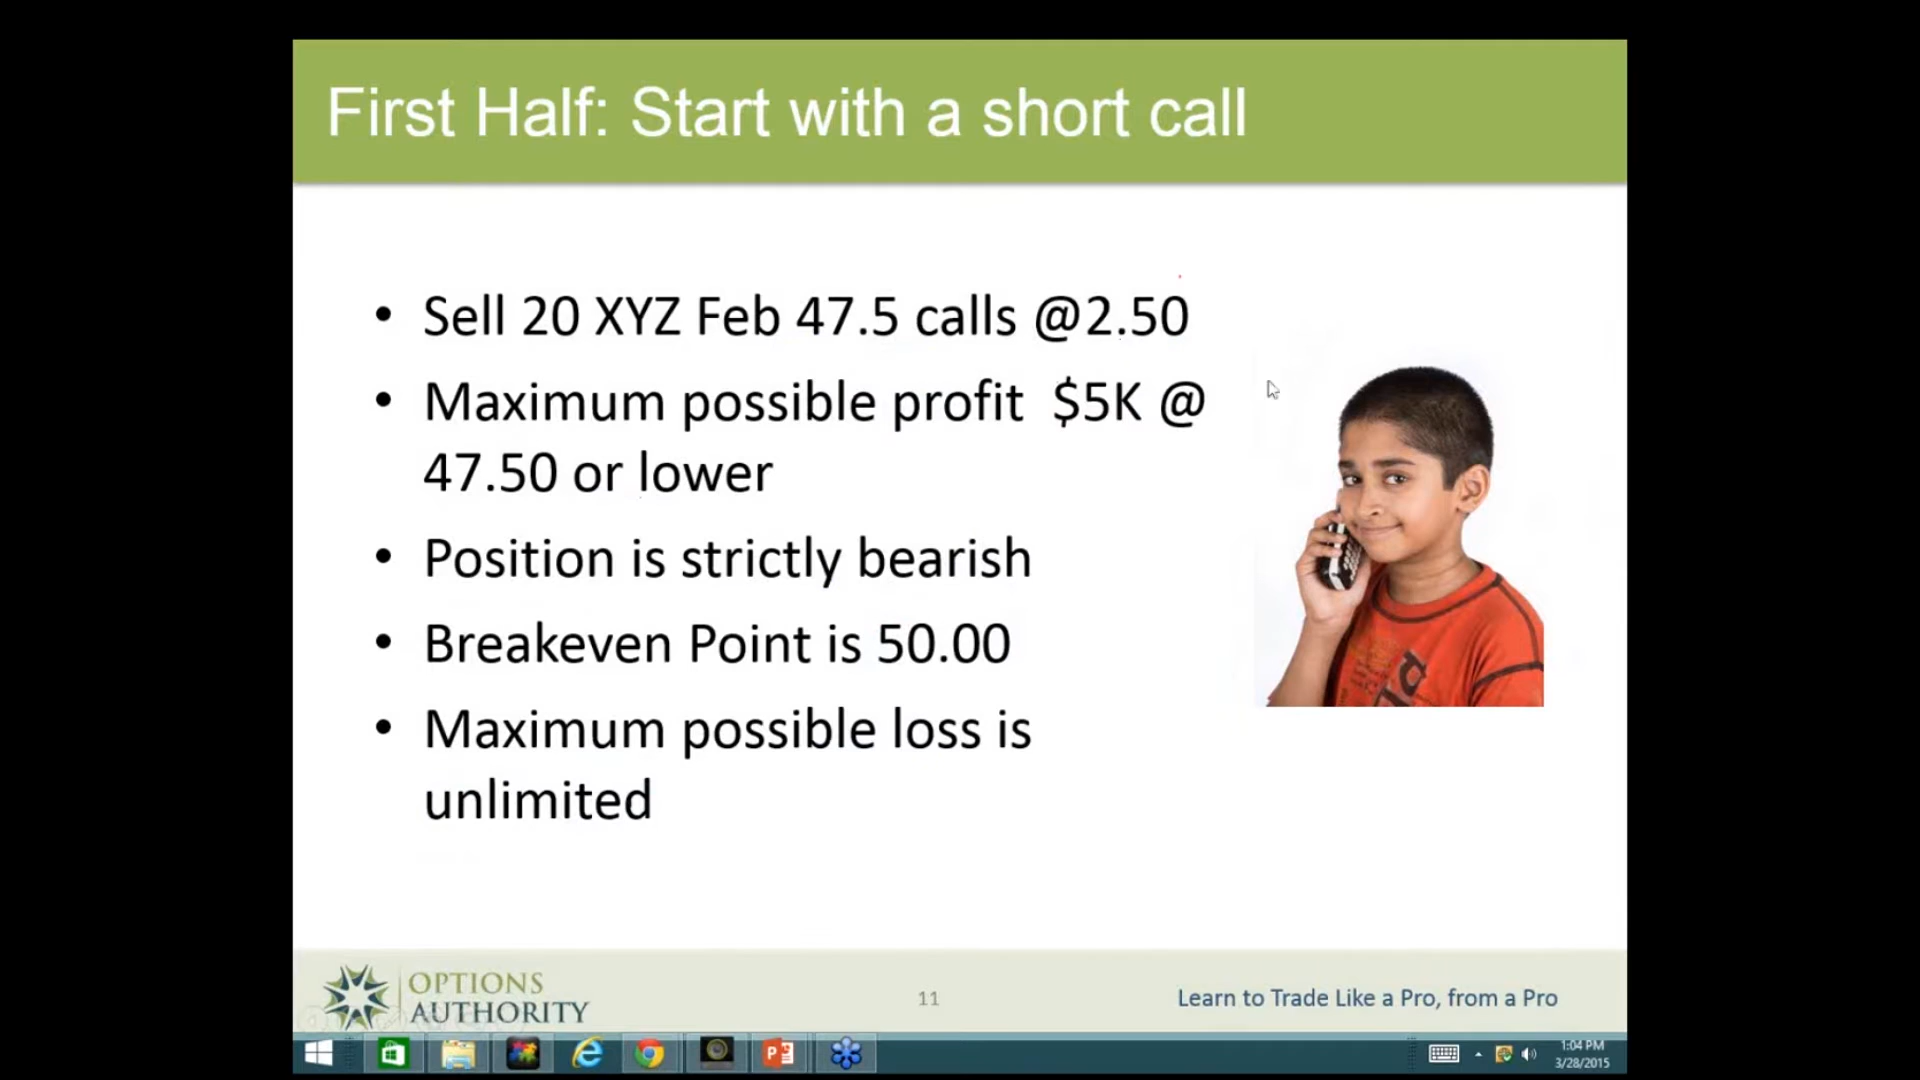 First Half: Start with a short call
• Sell 20 XYZ Feb 47.5 calls @2.50
• Maximum possible profit  $5K @
47.50 or lower
• Position is strictly bearish
• Breakeven Point is 50.00
• Maximum possible loss is
unlimited
OPTIONS
AUTHORITY
11
Learn to Trade Like a Pro, from a Pro
1:04 PM
3/28/2015